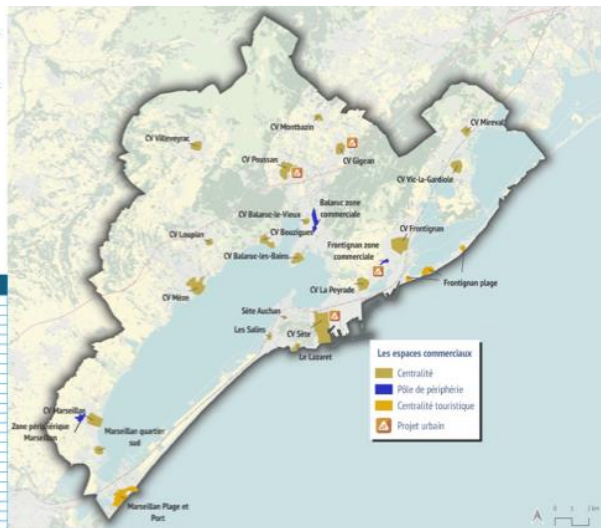 CV Mireval
CV Montbazin
CV Villeveyrac
CV Gigean
CV Poussan
CV Vic-la-Gardiole
Balaruc zone
commerciale
CV Balaruc-le-Vieux
CV Loupian
CV Bouzigues
CV Frontignan
Frontignan zone
commerciale
CV Balaruc-les-Bains
CV Mèze
CV La Peyrade
Frontignan plage
Sète Auchan
Les Salins
CV Sète
Le Lazaret
Les espaces commerciaux
Centralité
Pôle de périphérie
Centralité touristique
Projet urbain
CV Marseillan
Zone périphérique
Marseillan
Marseillan quartier
sud
Marseillan Plage et
Port